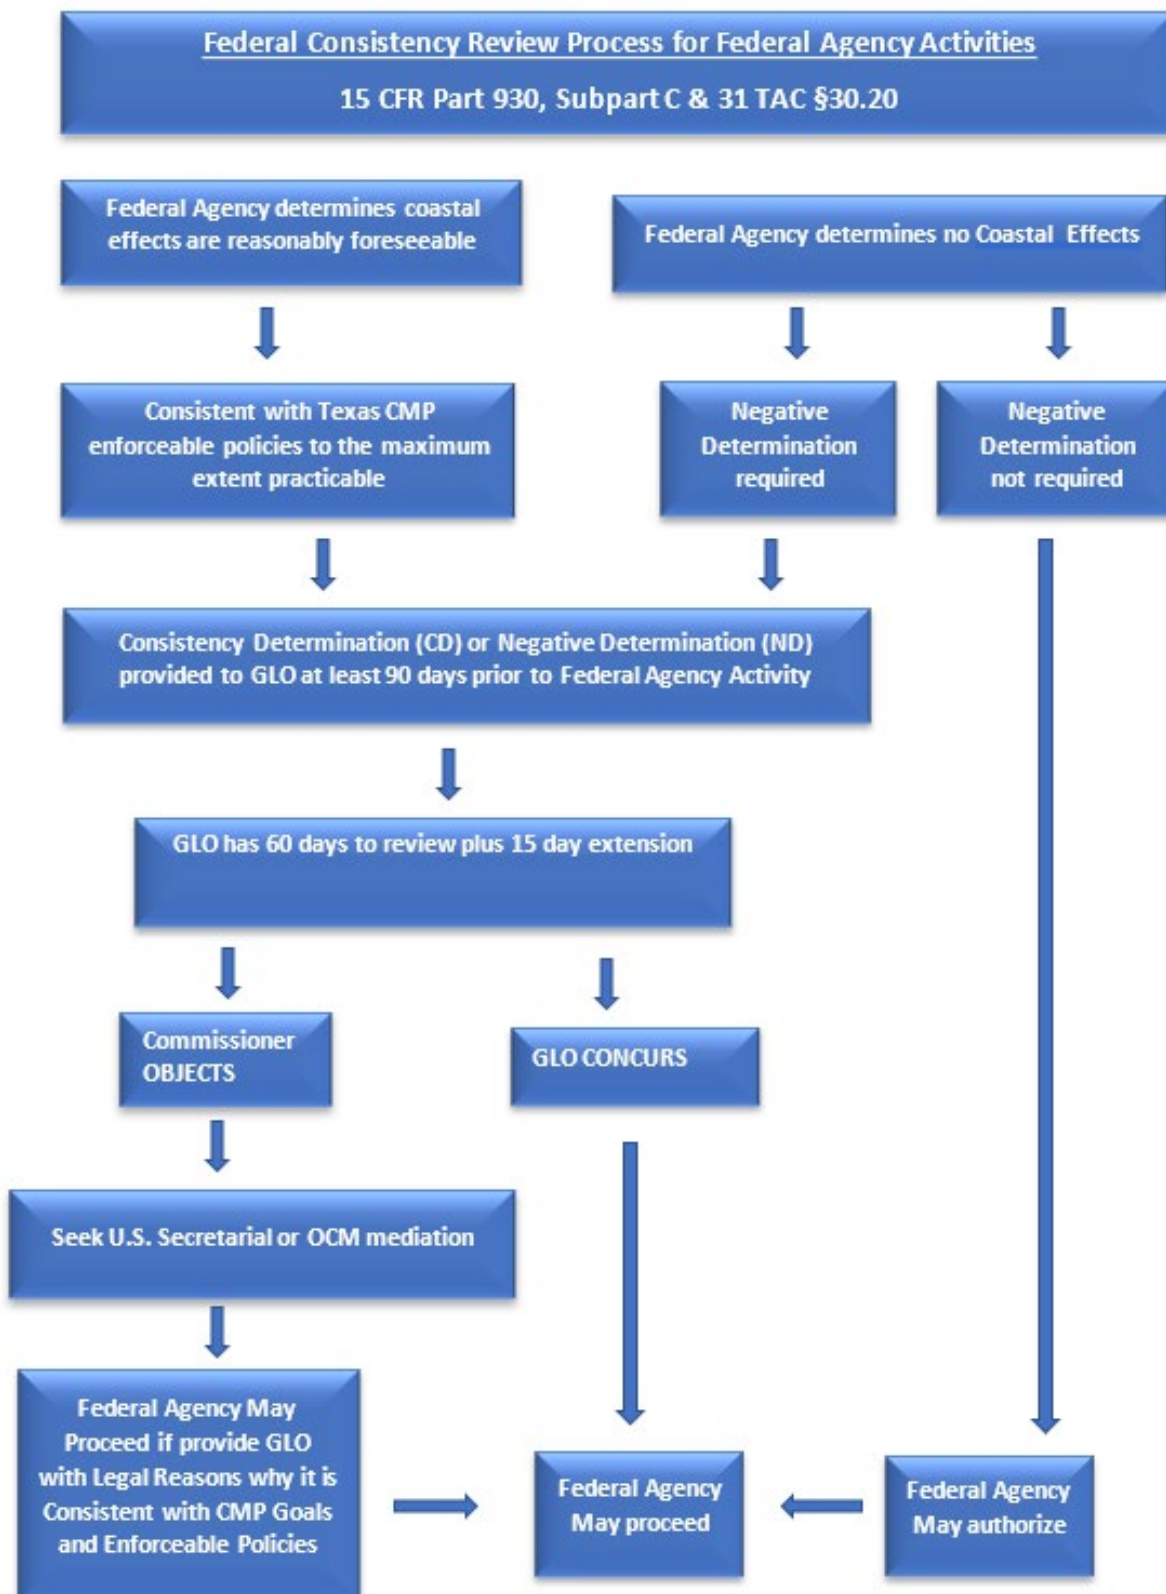 Federal Consistency Review Process for Federal Agency Activities
15 CFR Part 930, Subpart C & 31 TAC §30.20
Federal Agency determines coastal
effects are reasonably foreseeable
Federal Agency determines no Coastal Effects
Consistent with Texas CMP
enforceable policies to the maximum
extent practicable
Negative
Determination
required
Negative
Determination
not required
Consistency Determination (CD) or Negative Determination (ND)
provided to GLO at least 90 days prior to Federal Agency Activity
GLO has 60 days to review plus 15 day extension
Commissioner
OBJECTS
GLO CONCURS
Seek U.S. Secretarial or OCM mediation
Federal Agency May
Proceed if provide GLO
with Legal Reasons why it is
Consistent with CMP Goals
and Enforceable Policies
Federal Agency
May proceed
Federal Agency
May authorize